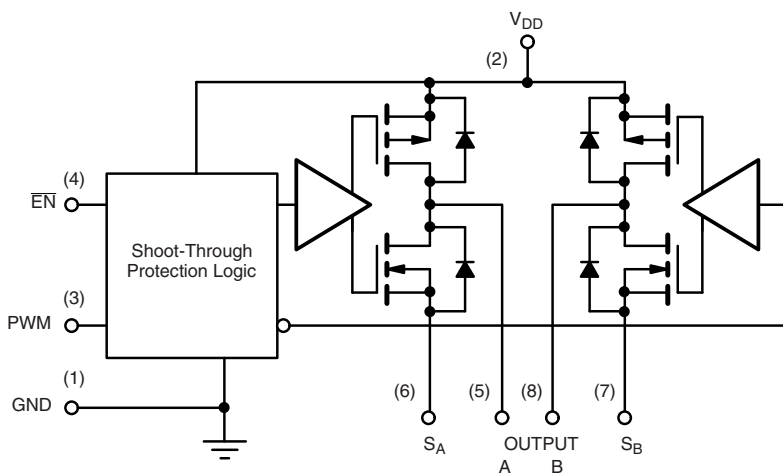 V_DD
(2)
(4)
EN
Shoot-Through
Protection Logic
(3)
PWM
(1)
GND
(6)
(5)
(8)
(7)
S_A
OUTPUT
S_B
A
B